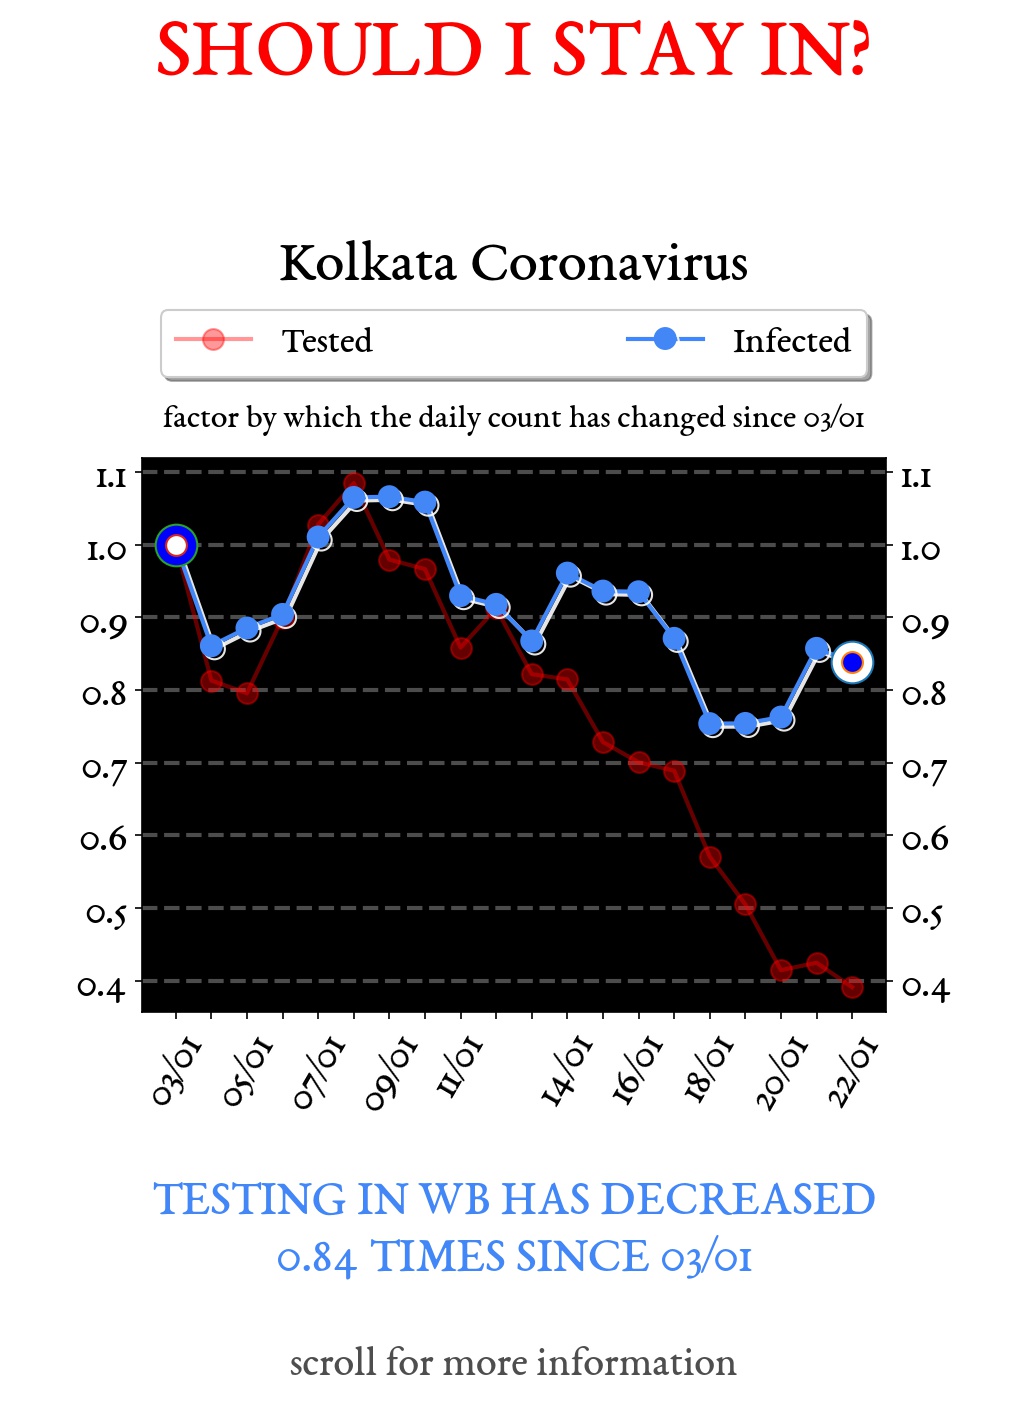 SHOULD I STAY IN?
Kolkata Coronavirus
Tested Infected
factor by which the daily count has changed since 03/01
1.1 1.1
1.0 1.0
0.9 0.9
0.8 0.8
0.7 0.7
0.6 0.6
0.5 0.5
0.4 0.4
03/01 05/01 07/01 09/01 11/01 14/01 16/01 18/01 20/01 22/01
TESTING IN WB HAS DECREASED
0.84 TIMES SINCE 03/01
scroll for more information